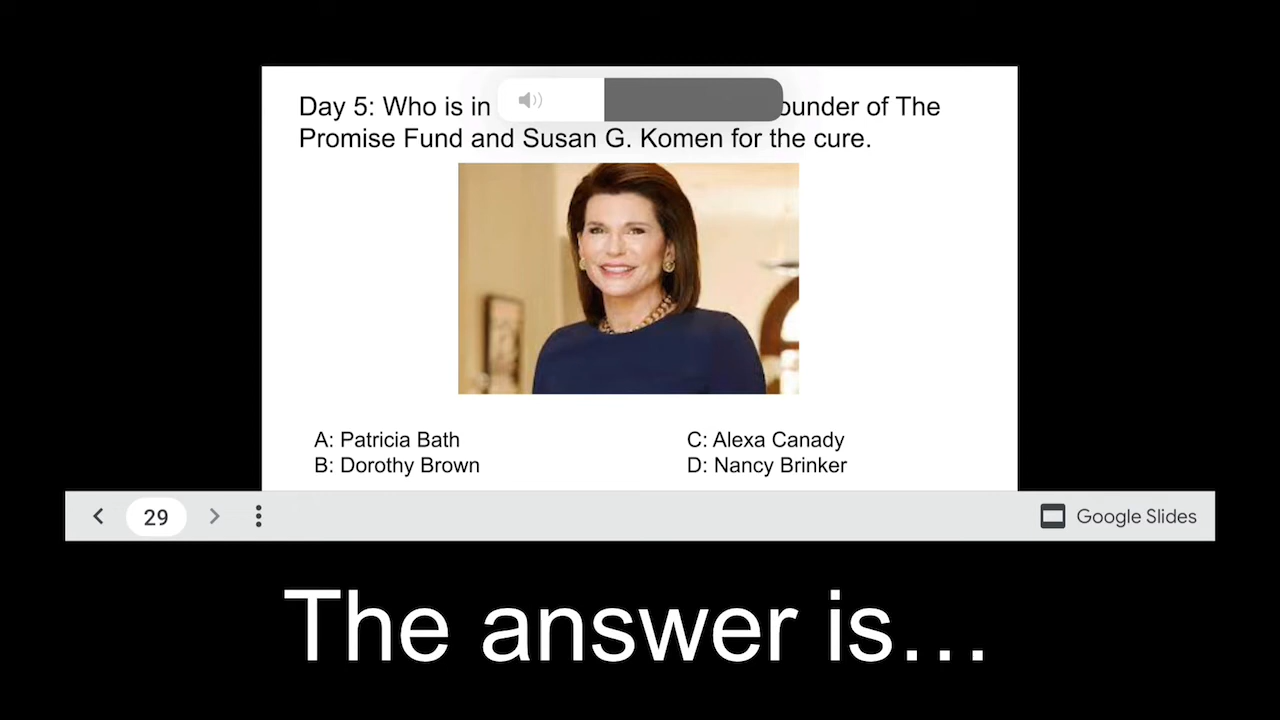 Day 5: Who is in
ounder of The
Promise Fund and Susan G. Komen for the cure.
A: Patricia Bath
B: Dorothy Brown
C: Alexa Canady
D: Nancy Brinker
29
Google Slides
The answer is…